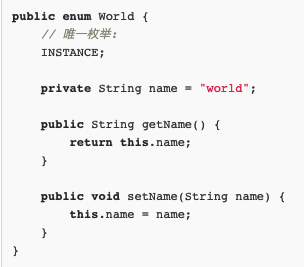 public enum World {
    // 唯一枚举:
    INSTANCE;

    private String name = "world";

    public String getName() {
        return this.name;
    }

    public void setName(String name) {
        this.name = name;
    }
}